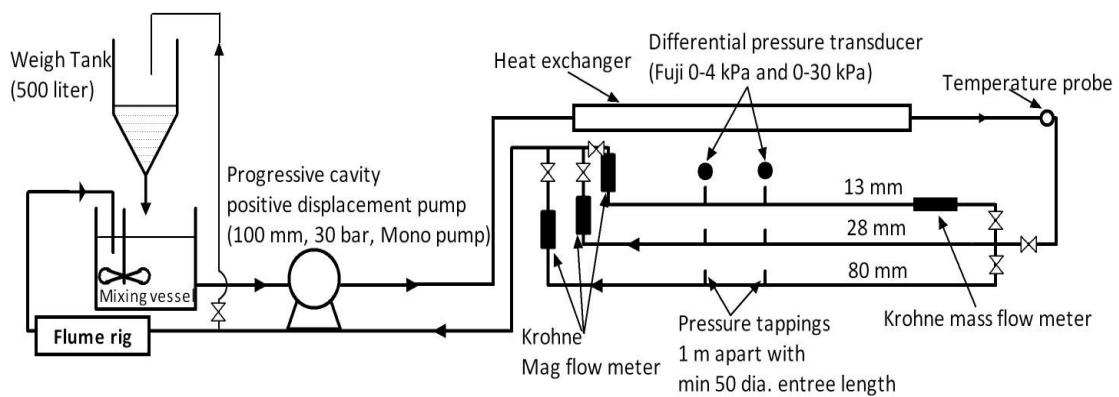 Weigh Tank
(500 liter)
Heat exchanger
Differential pressure transducer
(Fuji 0-4 kPa and 0-30 kPa)
Temperature probe
Progressive cavity
positive displacement pump
(100 mm, 30 bar, Mono pump)
13 mm
28 mm
80 mm
Mixing vessel
Flume rig
Krohne
Mag flow meter
Pressure tappings
1 m apart with
min 50 dia. entree length
Krohne mass flow meter